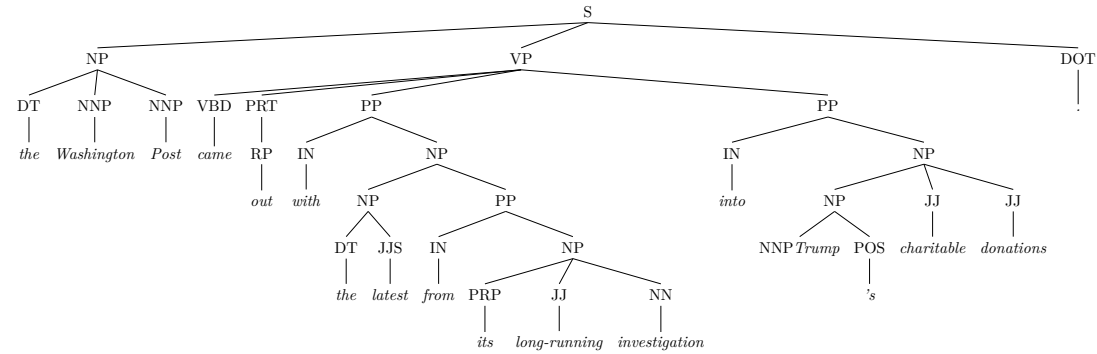 S
NP VP DOT
DT NNP NNP VBD PRT PP PP .
the Washington Post came RP IN NP IN NP
out with NP PP into NP JJ JJ
DT JJS IN NP NNP Trump POS charitable donations
the latest from PRP JJ NN 's
its long-running investigation